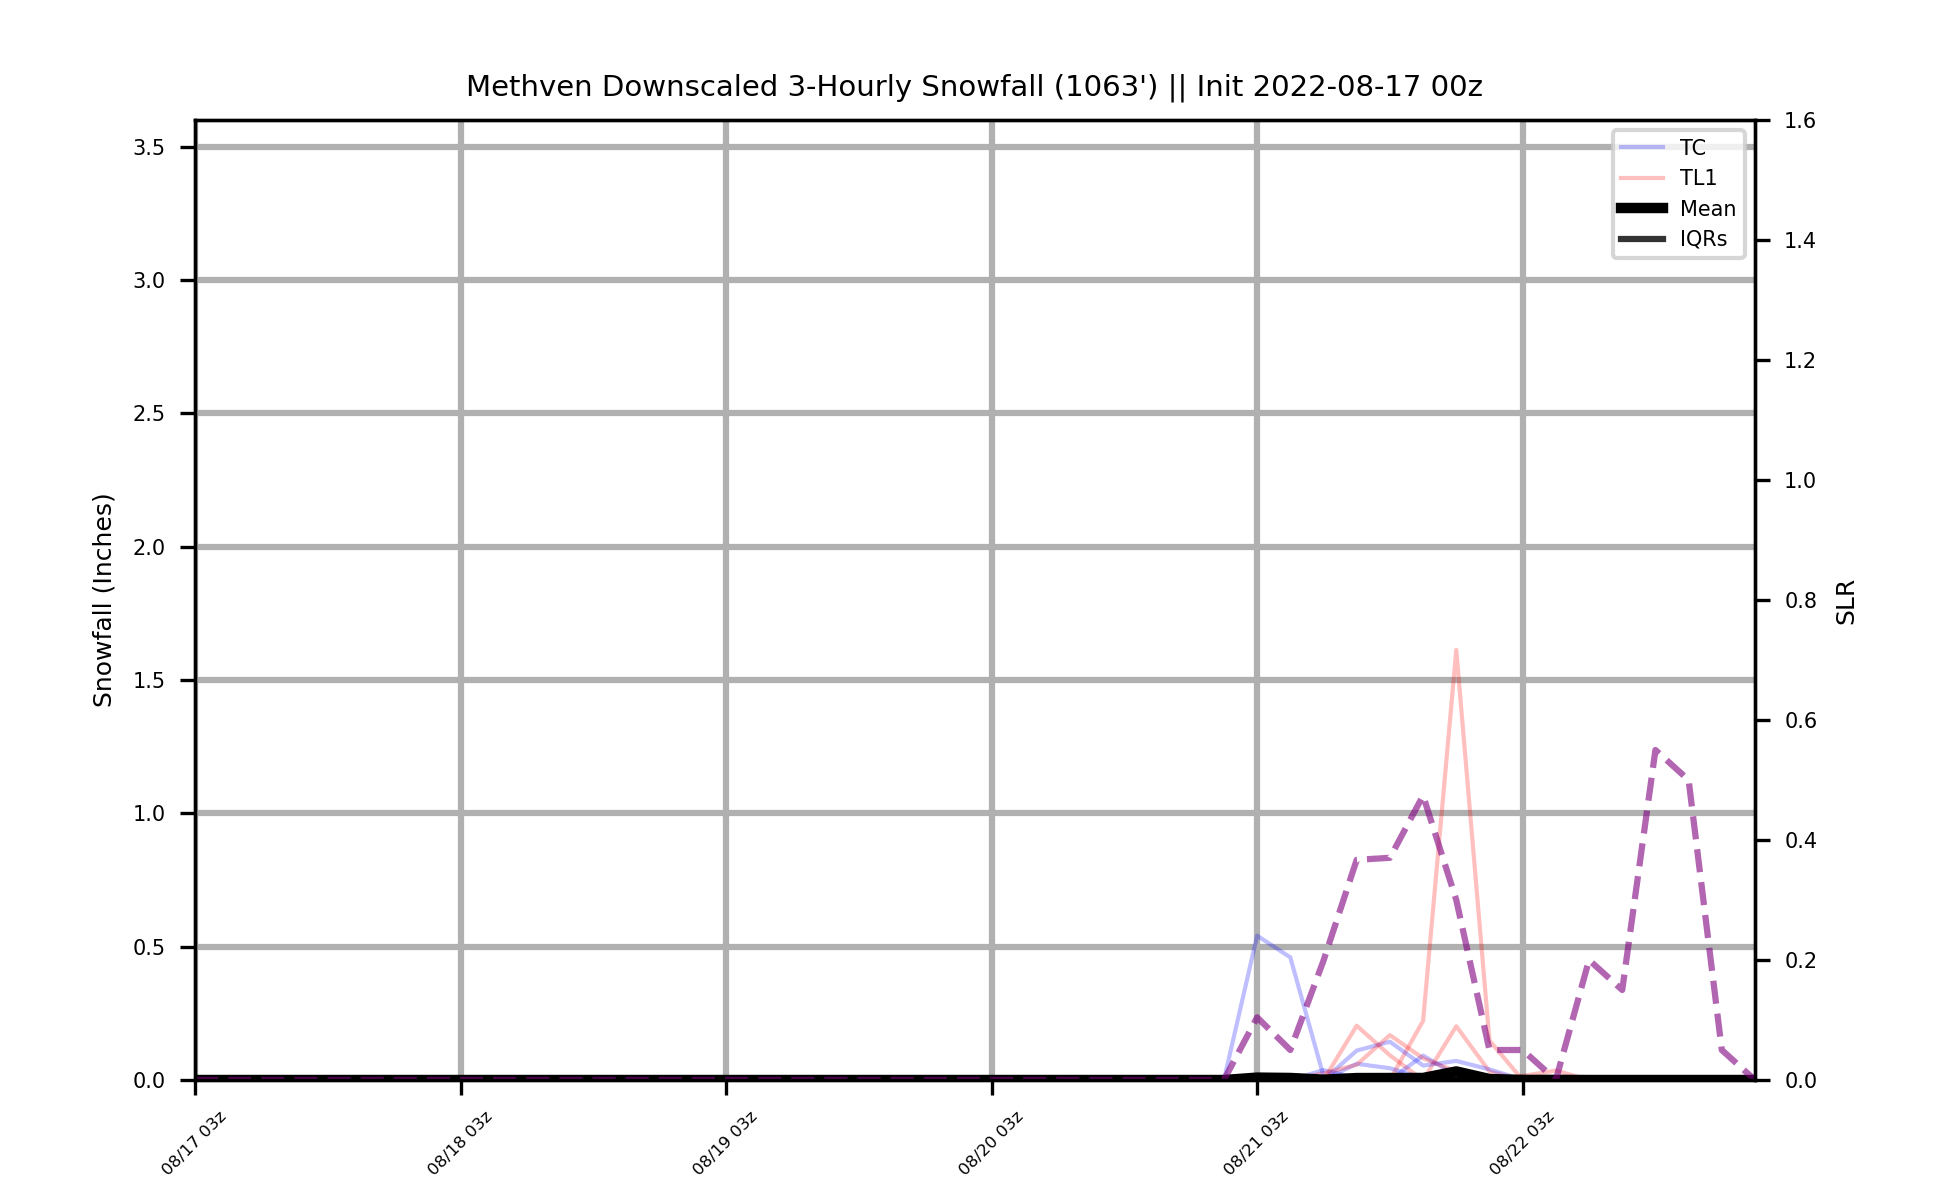 Methven Downscaled 3-Hourly Snowfall (1063') || Init 2022-08-17 00z
TC
TL1
Mean
IQRs
Snowfall (Inches)
3.5
3.0
2.5
2.0
1.5
1.0
0.5
0.0
1.6
1.4
1.2
1.0
0.8
0.6
0.4
0.2
0.0
SLR
08/17 03z
08/18 03z
08/19 03z
08/20 03z
08/21 03z
08/22 03z